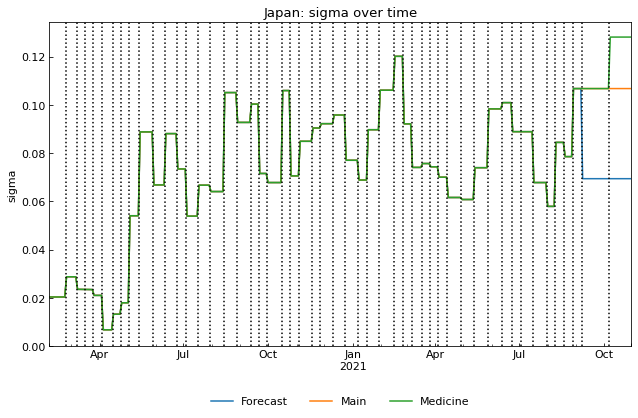 Japan: sigma over time
0.12
0.10
0.08
0.06
0.04
0.02
0.00
sigma
Apr Jul Oct Jan Apr Jul Oct
2021
Forecast Main Medicine